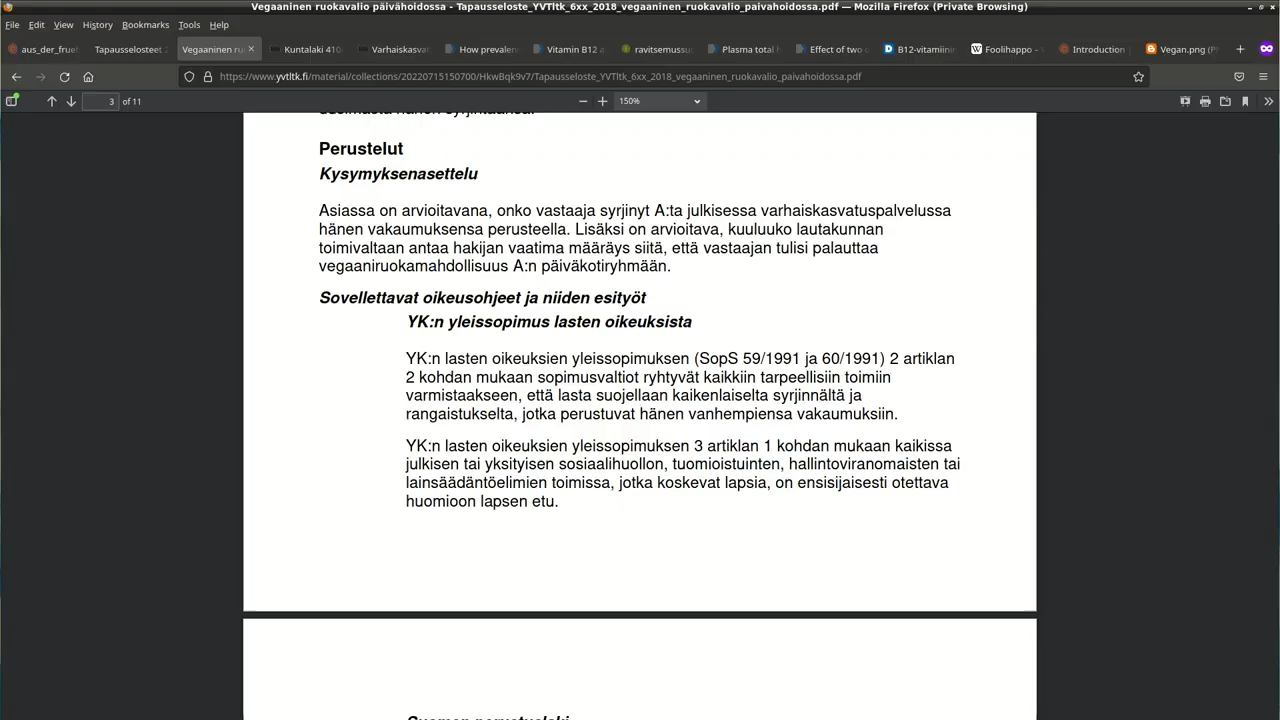 Vegaaninen ruokavalio päivähoidossa - Tapausseloste_YVTltk_6xx_2018_vegaaninen_ruokavalio_paivahoidossa.pdf — Mozilla Firefox (Private Browsing)
File Edit View History Bookmarks Tools Help
aus_der_frue Tapausselosteet Vegaaninen ru Kuntalaki 410 Varhaiskasvat How prevalen Vitamin B12 a ravitsemussu Plasma total h Effect of two c B12-vitamiini Foolihappo – Introduction Vegan.png (P
https://www.yvtltk.fi/material/collections/20220715150700/HkwBqk9v7/Tapausseloste_YVTltk_6xx_2018_vegaaninen_ruokavalio_paivahoidossa.pdf
3 of 11 150%
Perustelut
Kysymyksenasettelu
Asiassa on arvioitavana, onko vastaaja syrjinyt A:ta julkisessa varhaiskasvatuspalvelussa
hänen vakaumuksensa perusteella. Lisäksi on arvioitava, kuuluuko lautakunnan
toimivaltaan antaa hakijan vaatima määräys siitä, että vastaajan tulisi palauttaa
vegaaniruokamahdollisuus A:n päiväkotiryhmään.
Sovellettavat oikeusohjeet ja niiden esityöt
YK:n yleissopimus lasten oikeuksista
YK:n lasten oikeuksien yleissopimuksen (SopS 59/1991 ja 60/1991) 2 artiklan
2 kohdan mukaan sopimusvaltiot ryhtyvät kaikkiin tarpeellisiin toimiin
varmistaakseen, että lasta suojellaan kaikenlaiselta syrjinnältä ja
rangaistukselta, jotka perustuvat hänen vanhempiensa vakaumuksiin.
YK:n lasten oikeuksien yleissopimuksen 3 artiklan 1 kohdan mukaan kaikissa
julkisen tai yksityisen sosiaalihuollon, tuomioistuinten, hallintoviranomaisten tai
lainsäädäntöelimien toimissa, jotka koskevat lapsia, on ensisijaisesti otettava
huomioon lapsen etu.